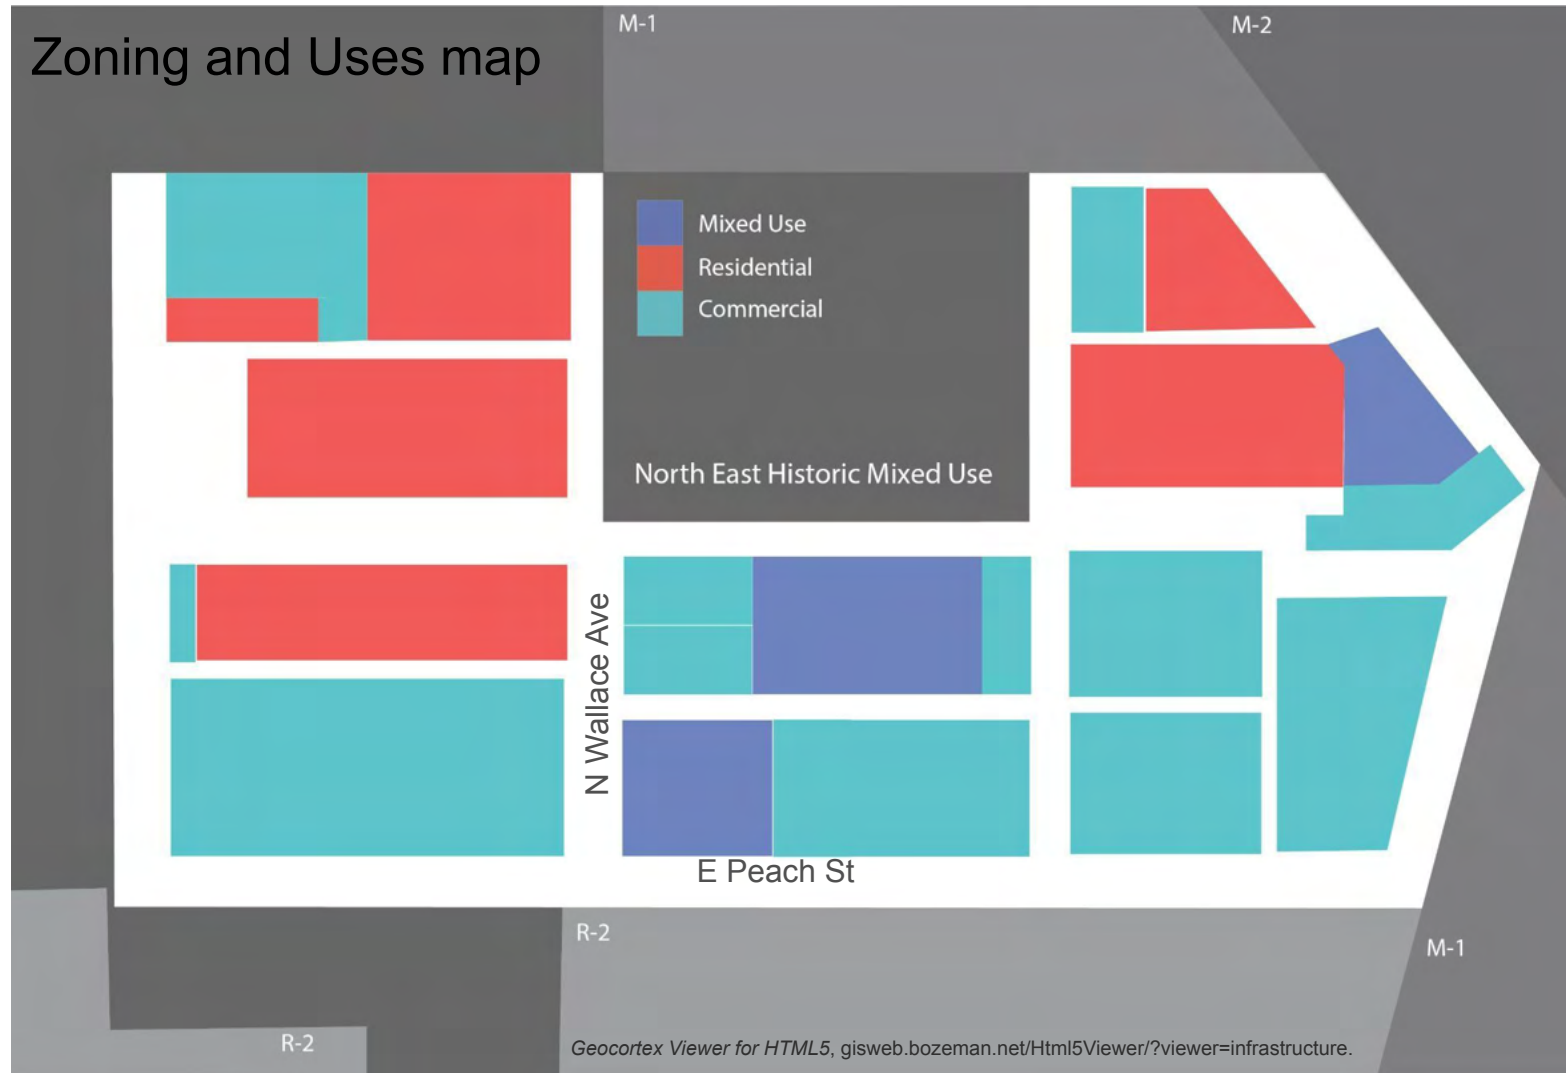 M-1
M-2
Zoning and Uses map
Mixed Use
Residential
Commercial
North East Historic Mixed Use
N Wallace Ave
E Peach St
R-2
M-1
R-2
Geocortex Viewer for HTML5, gisweb.bozeman.net/Html5Viewer/?viewer=infrastructure.